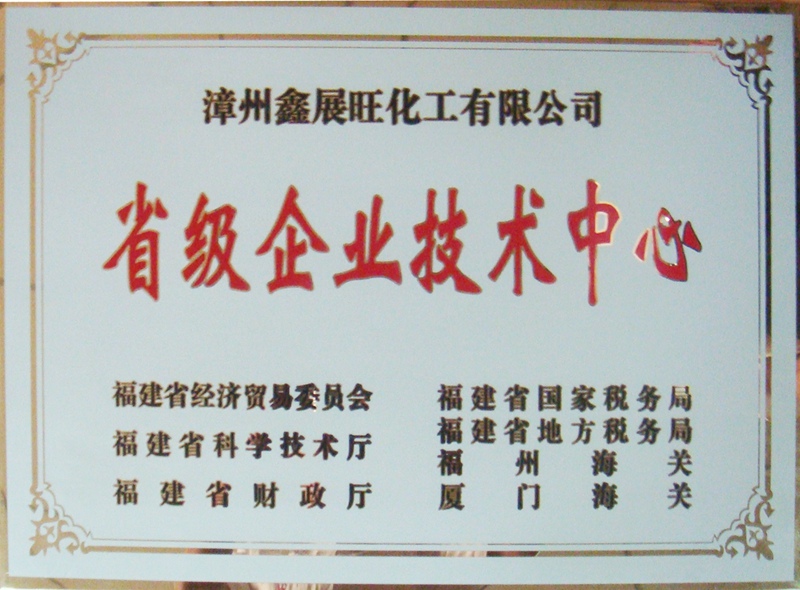 漳州鑫展旺化工有限公司
省级企业技术中心
福建省经济贸易委员会
福建省科学技术厅
福建省财政厅
福建省国家税务局
福建省地方税务局
福州海关
厦门海关